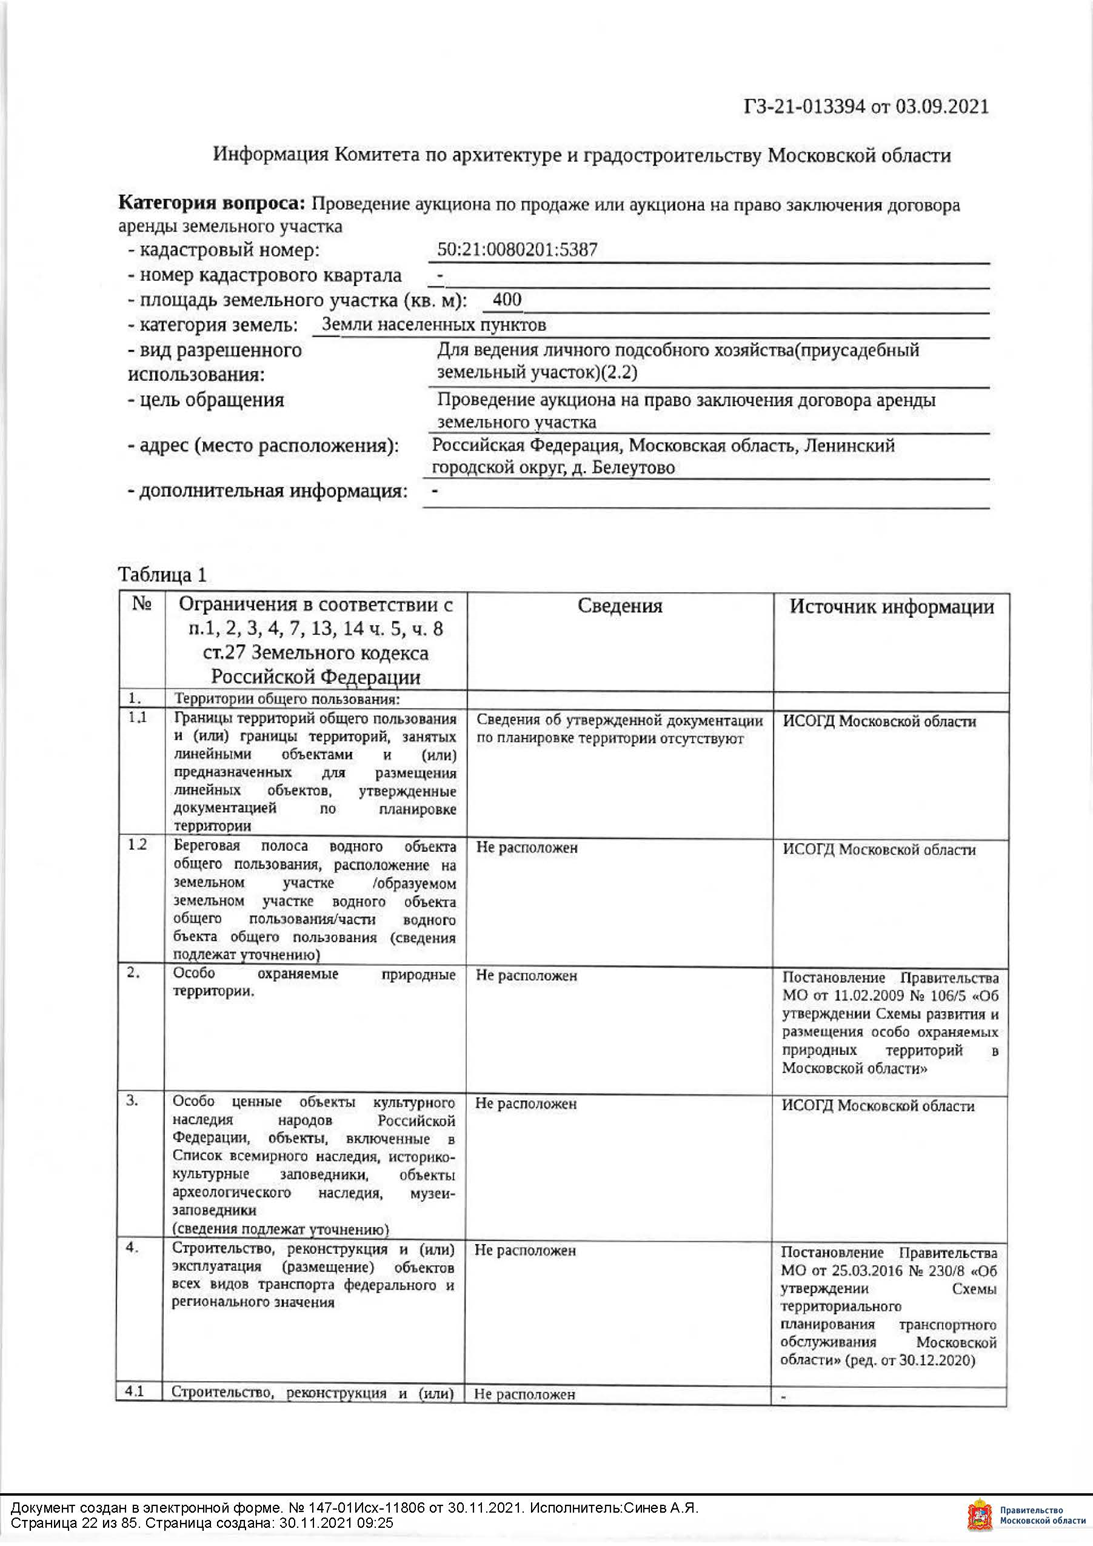 ГЗ-21-013394 от 03.09.2021
Информация Комитета по архитектуре и градостроительству Московской области
Категория вопроса: Проведение аукциона по продаже или аукциона на право заключения договора
аренды земельного участка
- кадастровый номер: 50:21:0080201:5387
- номер кадастрового квартала -
- площадь земельного участка (кв. м): 400
- категория земель: Земли населенных пунктов
- вид разрешенного
использования:
Для ведения личного подсобного хозяйства(приусадебный
земельный участок)(2.2)
- цель обращения
Проведение аукциона на право заключения договора аренды
земельного участка
- адрес (место расположения):
Российская Федерация, Московская область, Ленинский
городской округ, д. Белеутово
- дополнительная информация: -
Таблица 1
№
Ограничения в соответствии с
п.1, 2, 3, 4, 7, 13, 14 ч. 5, ч. 8
ст.27 Земельного кодекса
Российской Федерации
Сведения
Источник информации
1. Территории общего пользования:
1.1
Границы территорий общего пользования
и (или) границы территорий, занятых
линейными объектами и (или)
предназначенных для размещения
линейных объектов, утвержденные
документацией по планировке
территории
Сведения об утвержденной документации
по планировке территории отсутствуют
ИСОГД Московской области
1.2
Береговая полоса водного объекта
общего пользования, расположение на
земельном участке /образуемом
земельном участке водного объекта
общего пользования/части водного
бъекта общего пользования (сведения
подлежат уточнению)
Не расположен
ИСОГД Московской области
2.
Особо охраняемые природные
территории.
Не расположен
Постановление Правительства
МО от 11.02.2009 № 106/5 «Об
утверждении Схемы развития и
размещения особо охраняемых
природных территорий в
Московской области»
3.
Особо ценные объекты культурного
наследия народов Российской
Федерации, объекты, включенные в
Список всемирного наследия, историко-
культурные заповедники, объекты
археологического наследия, музеи-
заповедники
(сведения подлежат уточнению)
Не расположен
ИСОГД Московской области
4.
Строительство, реконструкция и (или)
эксплуатация (размещение) объектов
всех видов транспорта федерального и
регионального значения
Не расположен
Постановление Правительства
МО от 25.03.2016 № 230/8 «Об
утверждении Схемы
территориального
планирования транспортного
обслуживания Московской
области» (ред. от 30.12.2020)
4.1 Строительство, реконструкция и (или) Не расположен -
Документ создан в электронной форме. № 147-01Исх-11806 от 30.11.2021. Исполнитель:Синев А.Я.
Страница 22 из 85. Страница создана: 30.11.2021 09:25
Правительство
Московской области